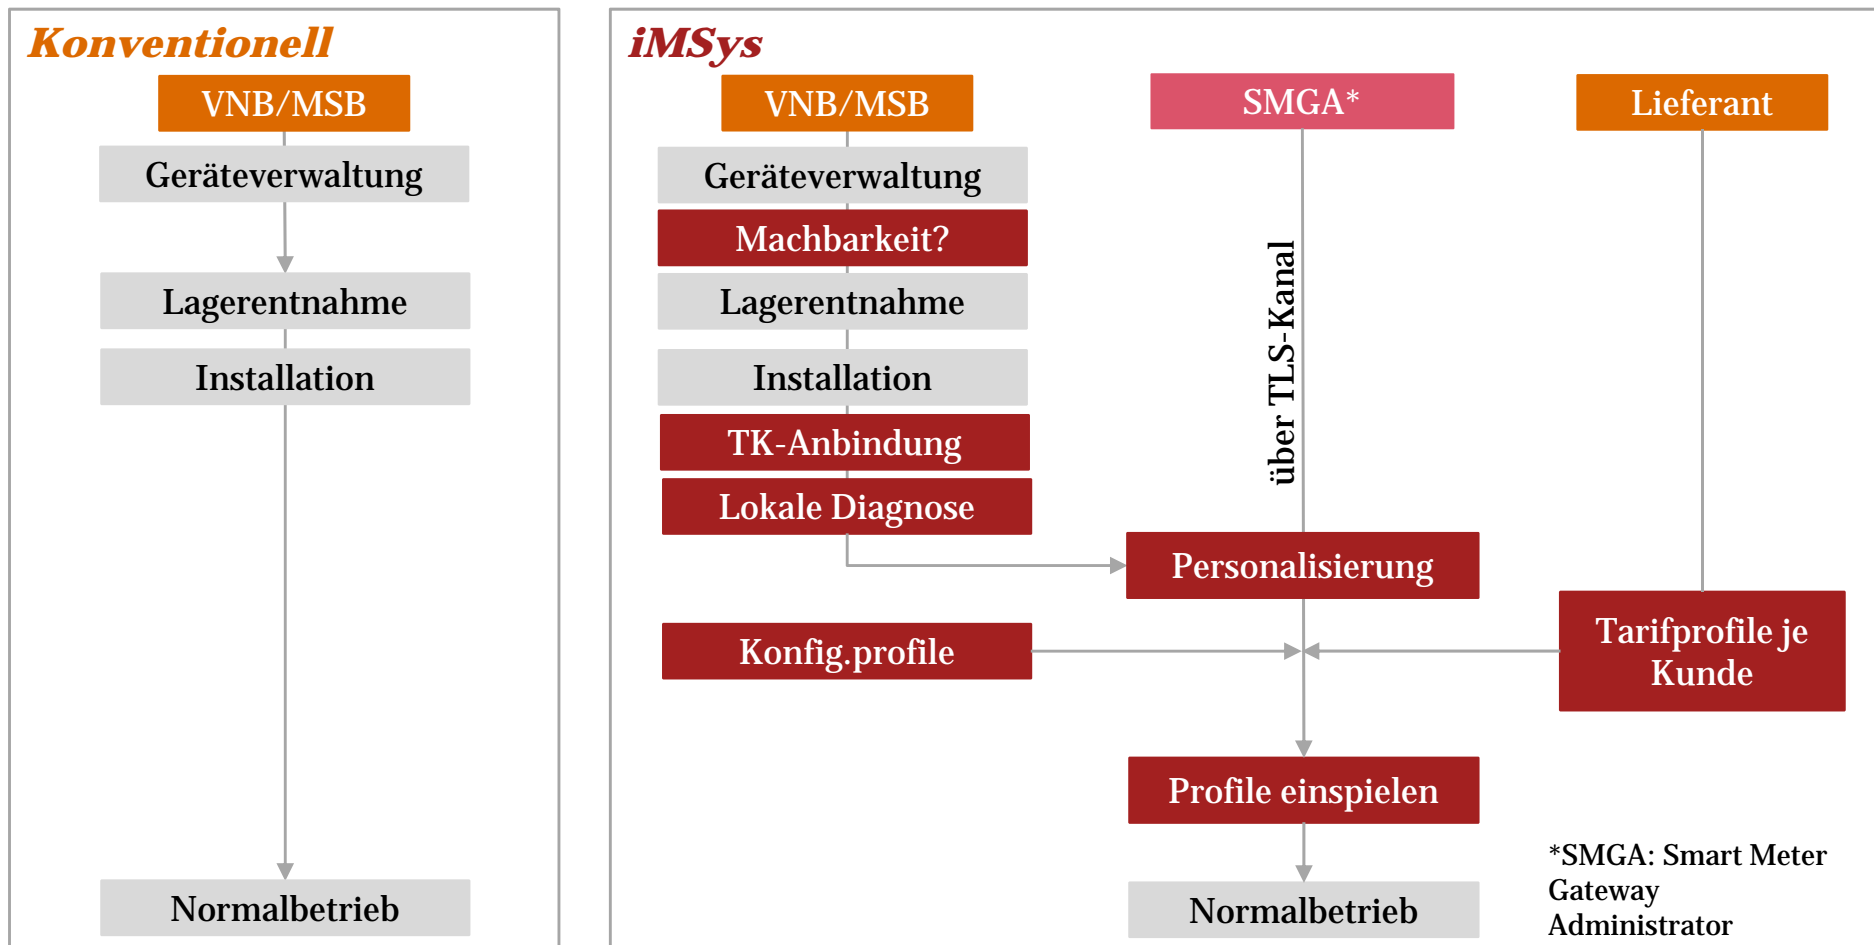 Konventionell
VNB/MSB
Geräteverwaltung
Lagerentnahme
Installation
Normalbetrieb
iMSys
VNB/MSB
Geräteverwaltung
Machbarkeit?
Lagerentnahme
Installation
TK-Anbindung
Lokale Diagnose
Konfig.profile
SMGA*
über TLS-Kanal
Personalisierung
Profile einspielen
Normalbetrieb
Lieferant
Tarifprofile je
Kunde
*SMGA: Smart Meter
Gateway
Administrator